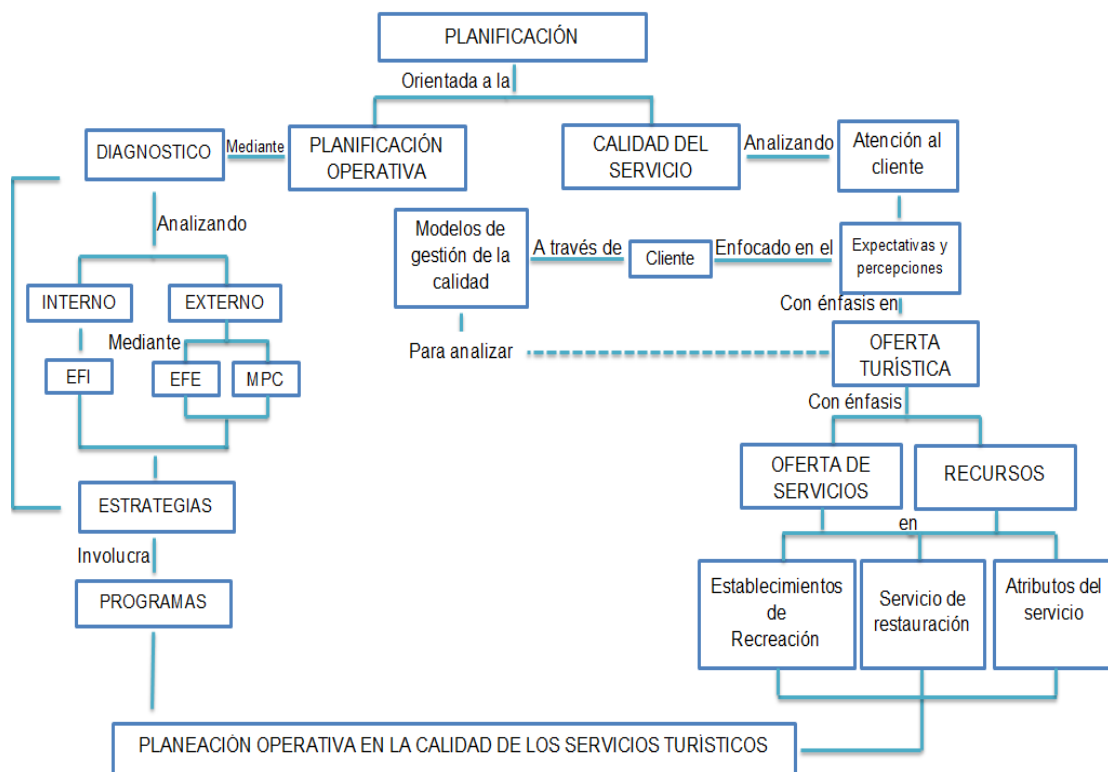 PLANIFICACIÓN
Orientada a la
DIAGNOSTICO
Mediante
PLANIFICACIÓN
OPERATIVA
CALIDAD DEL
SERVICIO
Analizando
Atención al
cliente
Analizando
Modelos de
gestión de la
calidad
A través de
Cliente
Enfocado en el
Expectativas y
percepciones
INTERNO
EXTERNO
Con énfasis en
Mediante
Para analizar
OFERTA
TURÍSTICA
EFI
EFE
MPC
Con énfasis
OFERTA DE
SERVICIOS
RECURSOS
ESTRATEGIAS
en
Involucra
PROGRAMAS
Establecimientos
de
Recreación
Servicio de
restauración
Atributos del
servicio
PLANEACIÓN OPERATIVA EN LA CALIDAD DE LOS SERVICIOS TURÍSTICOS